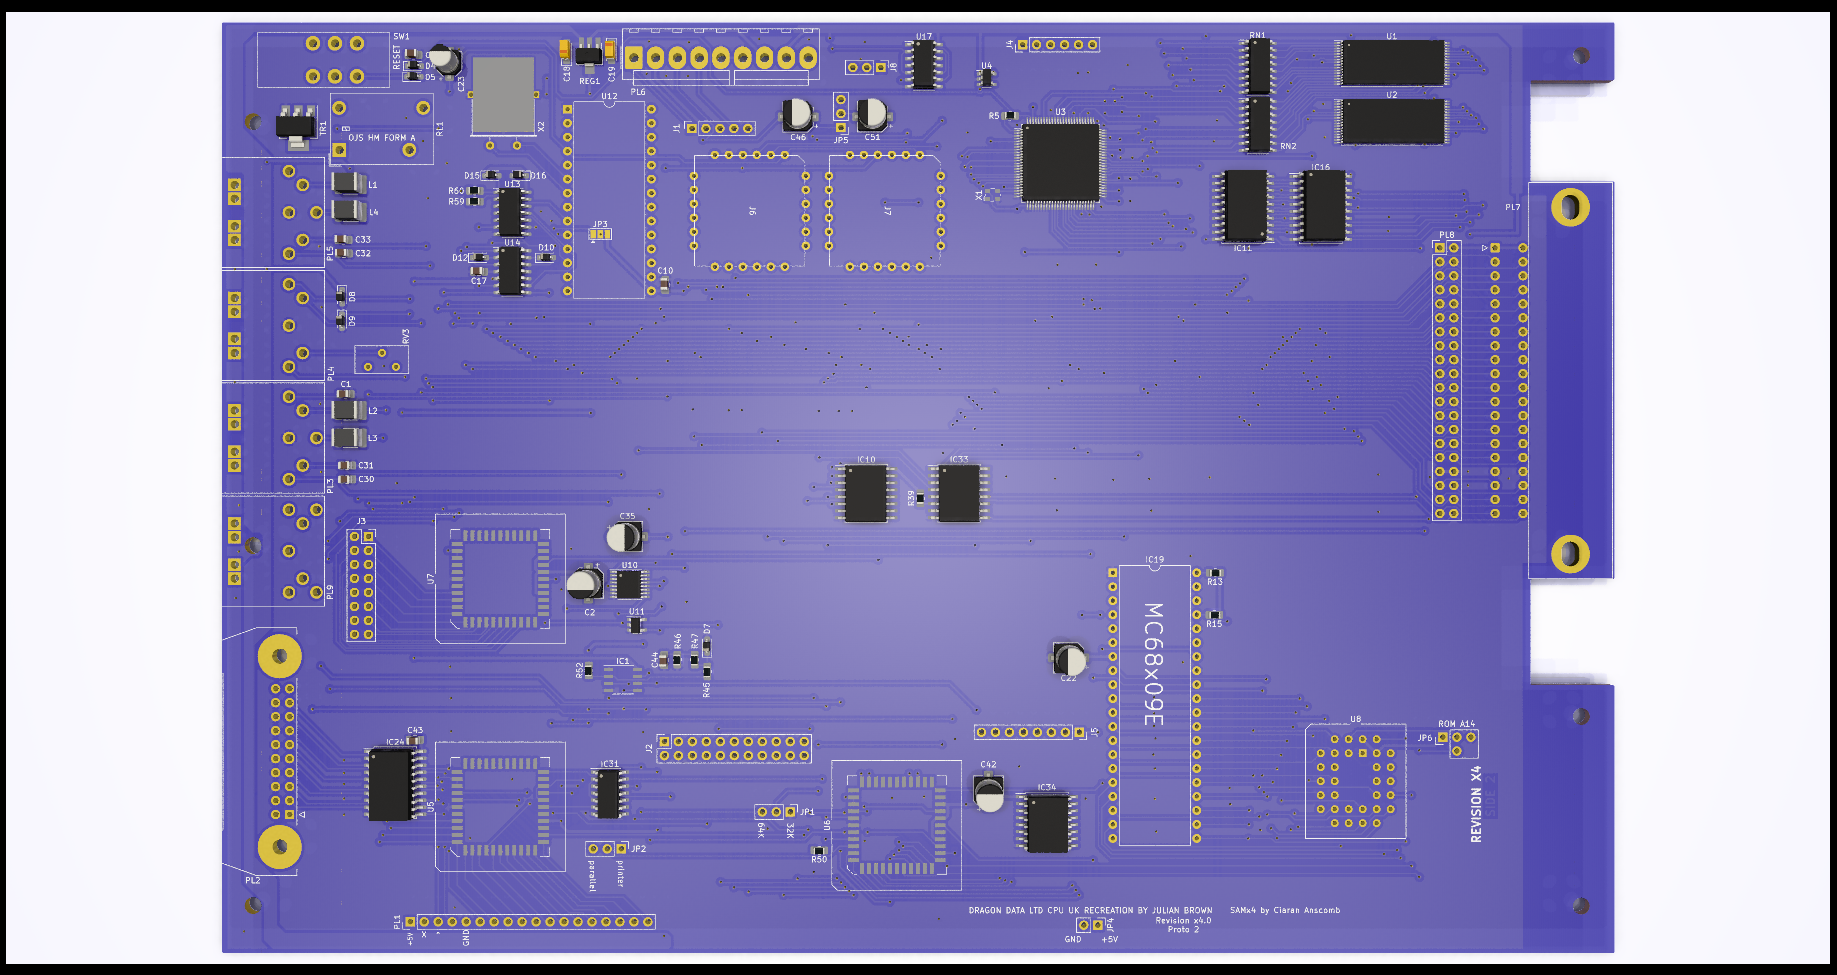 SW1
RESET
C23
D4
D5
C18
REG1
C19
PL6
U17
J8
U4
J4
RN1
U1
U2
RN2
TR1
OJS HM FORM A
RL1
X2
U12
J1
C46
JP5
C51
R5
U3
X1
IC11
IC16
PL7
PL8
L1
L4
C33
C32
PL5
D15
D16
R60
R59
U13
U14
D12
D10
C17
JP3
J6
J7
C10
D8
D9
RV3
PL4
C1
L2
L3
C31
C30
PL3
IC10
R39
IC33
J3
U7
C35
U10
C2
U11
PL9
R52
IC1
C44
R46
R47
D7
R45
IC19
MC68x09E
R13
R15
C22
IC24
C43
U5
IC31
J2
J5
JP1
64K
32K
JP2
parallel
printer
R50
U6
C42
IC34
U8
ROM A14
JP6
REVISION X4
SIDE 2
PL2
PL1
+5V
X
GND
DRAGON DATA LTD CPU UK RECREATION BY JULIAN BROWN
SAMx4 by Ciaran Anscomb
Revision x4.0
Proto 2
JP4
GND
+5V